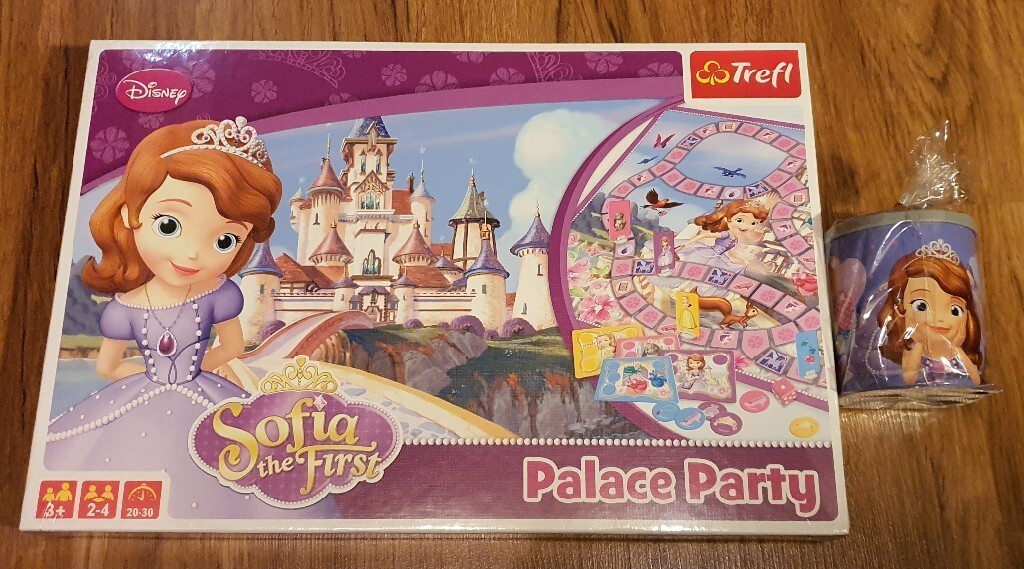 Disney
Trefl
Sofia
the First
Palace Party
3+
2-4
20-30